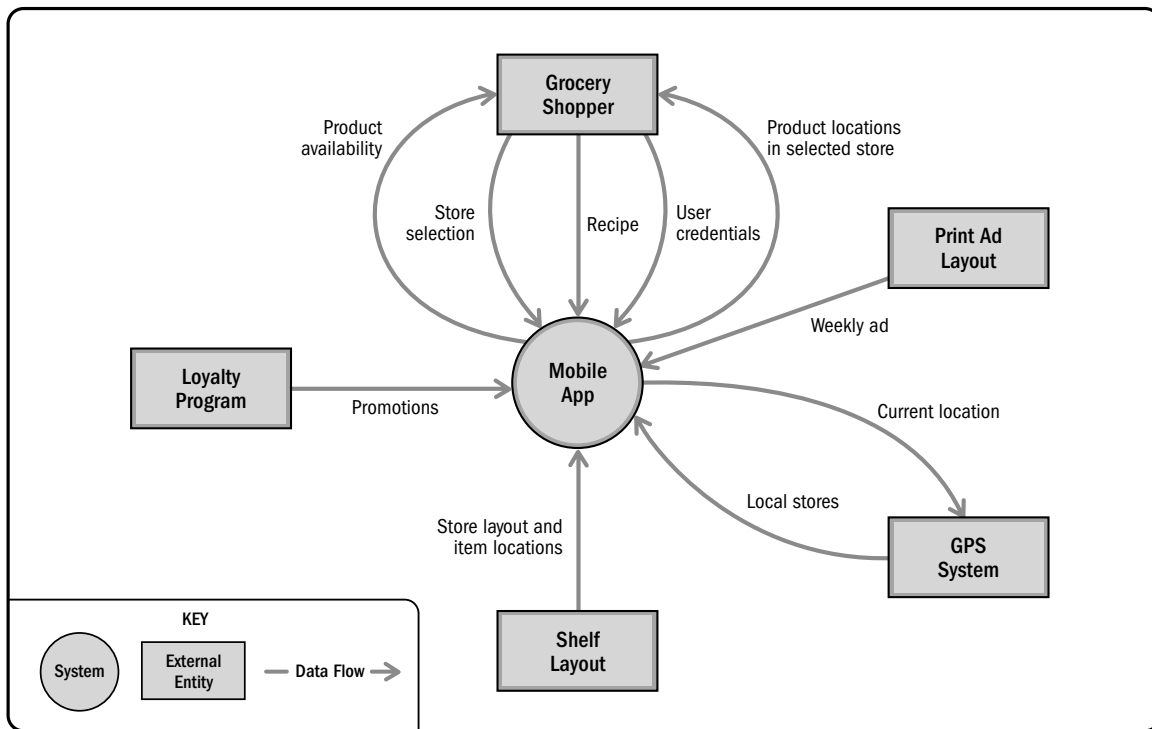 Grocery
Shopper
Product
availability
Product locations
in selected store
Store
selection
Recipe
User
credentials
Print Ad
Layout
Weekly ad
Loyalty
Program
Promotions
Mobile
App
Current location
Local stores
Store layout and
item locations
GPS
System
Shelf
Layout
KEY
System
External
Entity
Data Flow